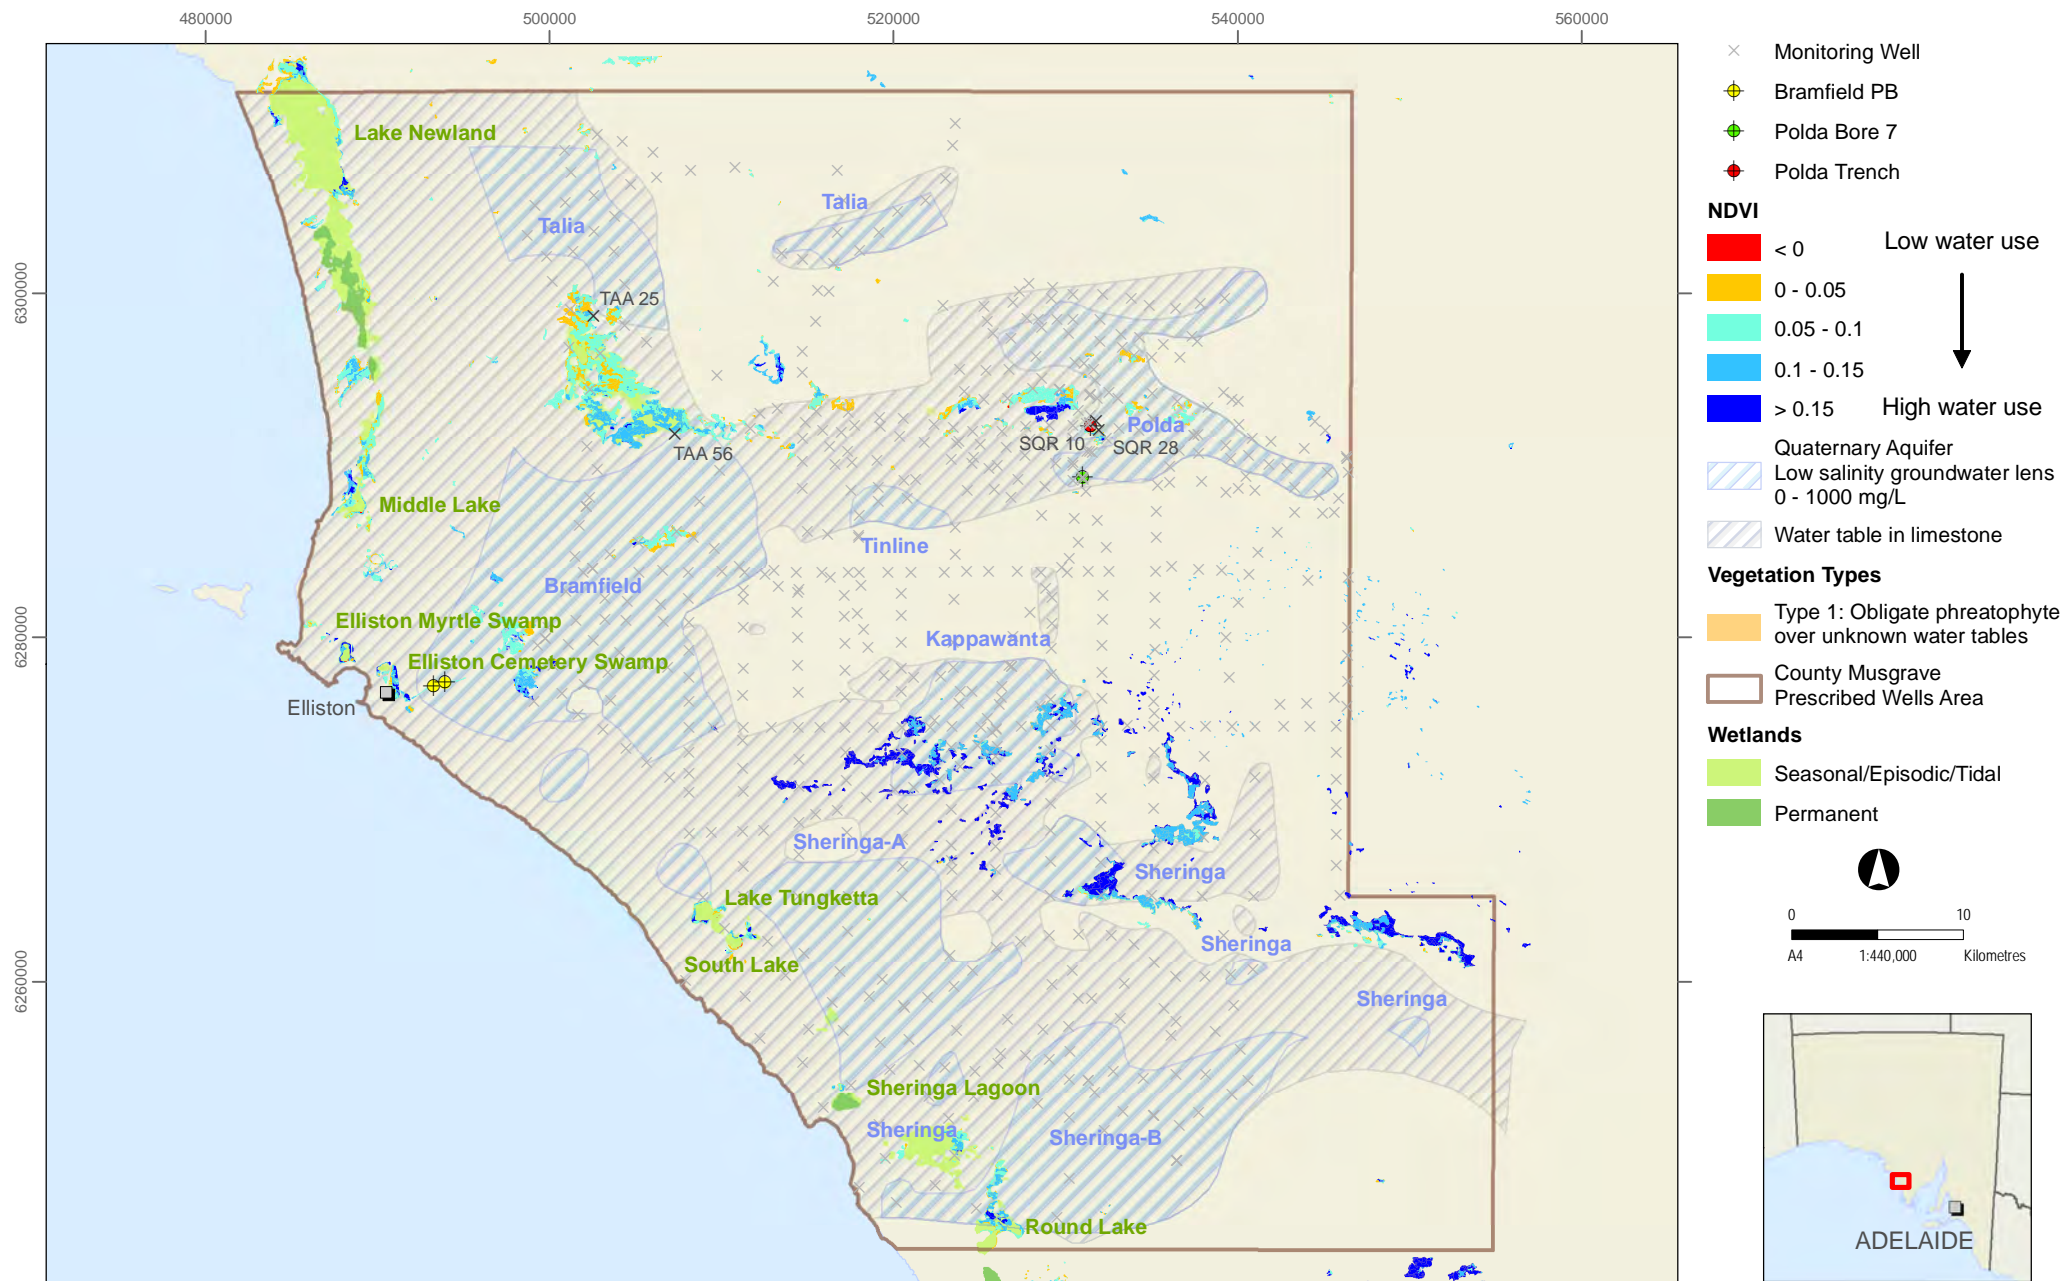 480000
500000
520000
540000
560000
6300000
6280000
6260000
Lake Newland
Talia
Talia
TAA 25
TAA 56
Polda
SQR 10
SQR 28
Middle Lake
Tinline
Bramfield
Elliston Myrtle Swamp
Kappawanta
Elliston Cemetery Swamp
Elliston
Sheringa-A
Sheringa
Lake Tungketta
Sheringa
South Lake
Sheringa
Sheringa Lagoon
Sheringa
Sheringa-B
Round Lake
Monitoring Well
Bramfield PB
Polda Bore 7
Polda Trench
NDVI
< 0
0 - 0.05
0.05 - 0.1
0.1 - 0.15
> 0.15
Low water use
High water use
Quaternary Aquifer
Low salinity groundwater lens
0 - 1000 mg/L
Water table in limestone
Vegetation Types
Type 1: Obligate phreatophyte
over unknown water tables
County Musgrave
Prescribed Wells Area
Wetlands
Seasonal/Episodic/Tidal
Permanent
0 10
A4 1:440,000 Kilometres
ADELAIDE